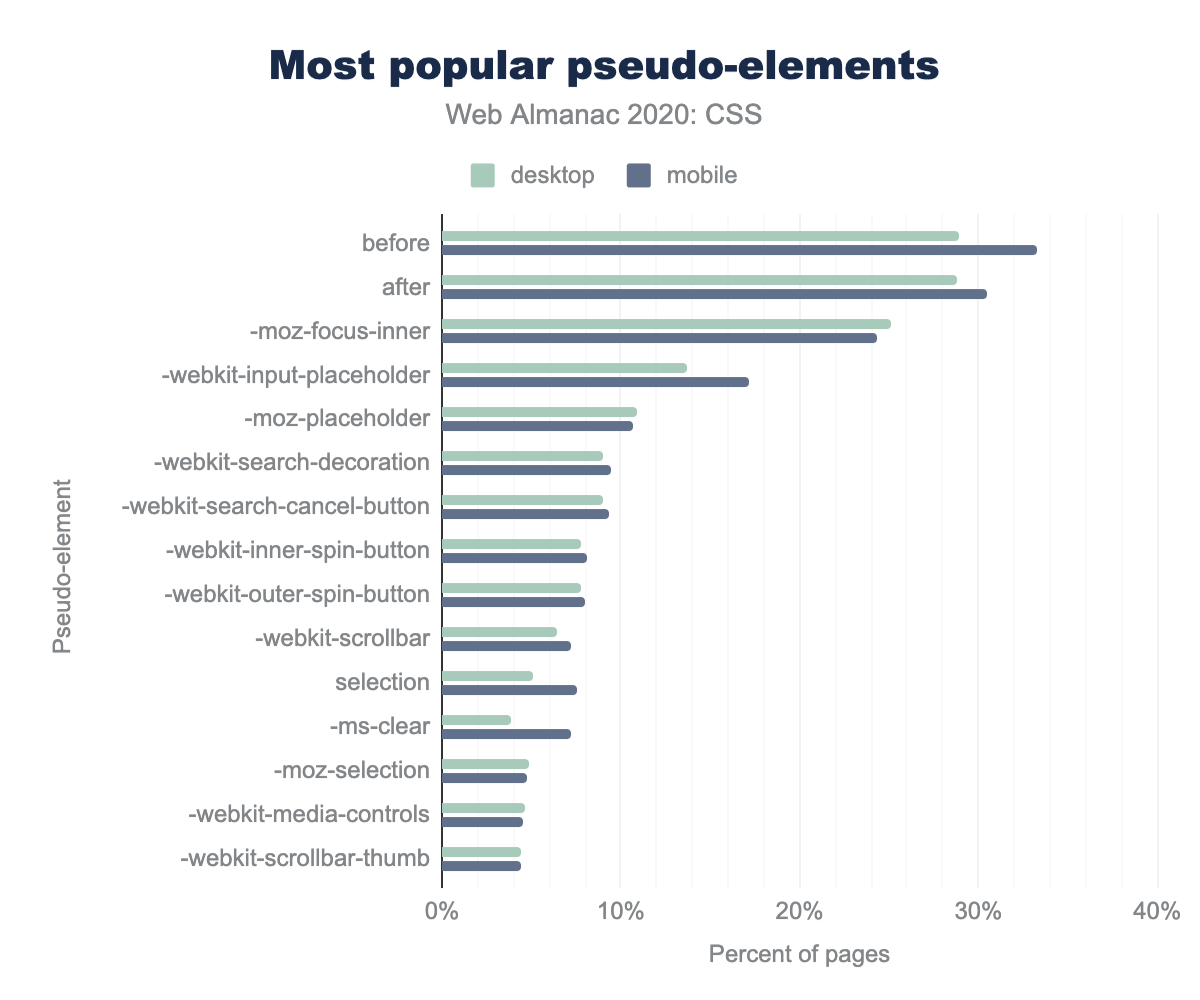 Most popular pseudo-elements
Web Almanac 2020: CSS
desktop mobile
before
after
-moz-focus-inner
-webkit-input-placeholder
-moz-placeholder
-webkit-search-decoration
-webkit-search-cancel-button
-webkit-inner-spin-button
-webkit-outer-spin-button
-webkit-scrollbar
selection
-ms-clear
-moz-selection
-webkit-media-controls
-webkit-scrollbar-thumb
Pseudo-element
0% 10% 20% 30% 40%
Percent of pages